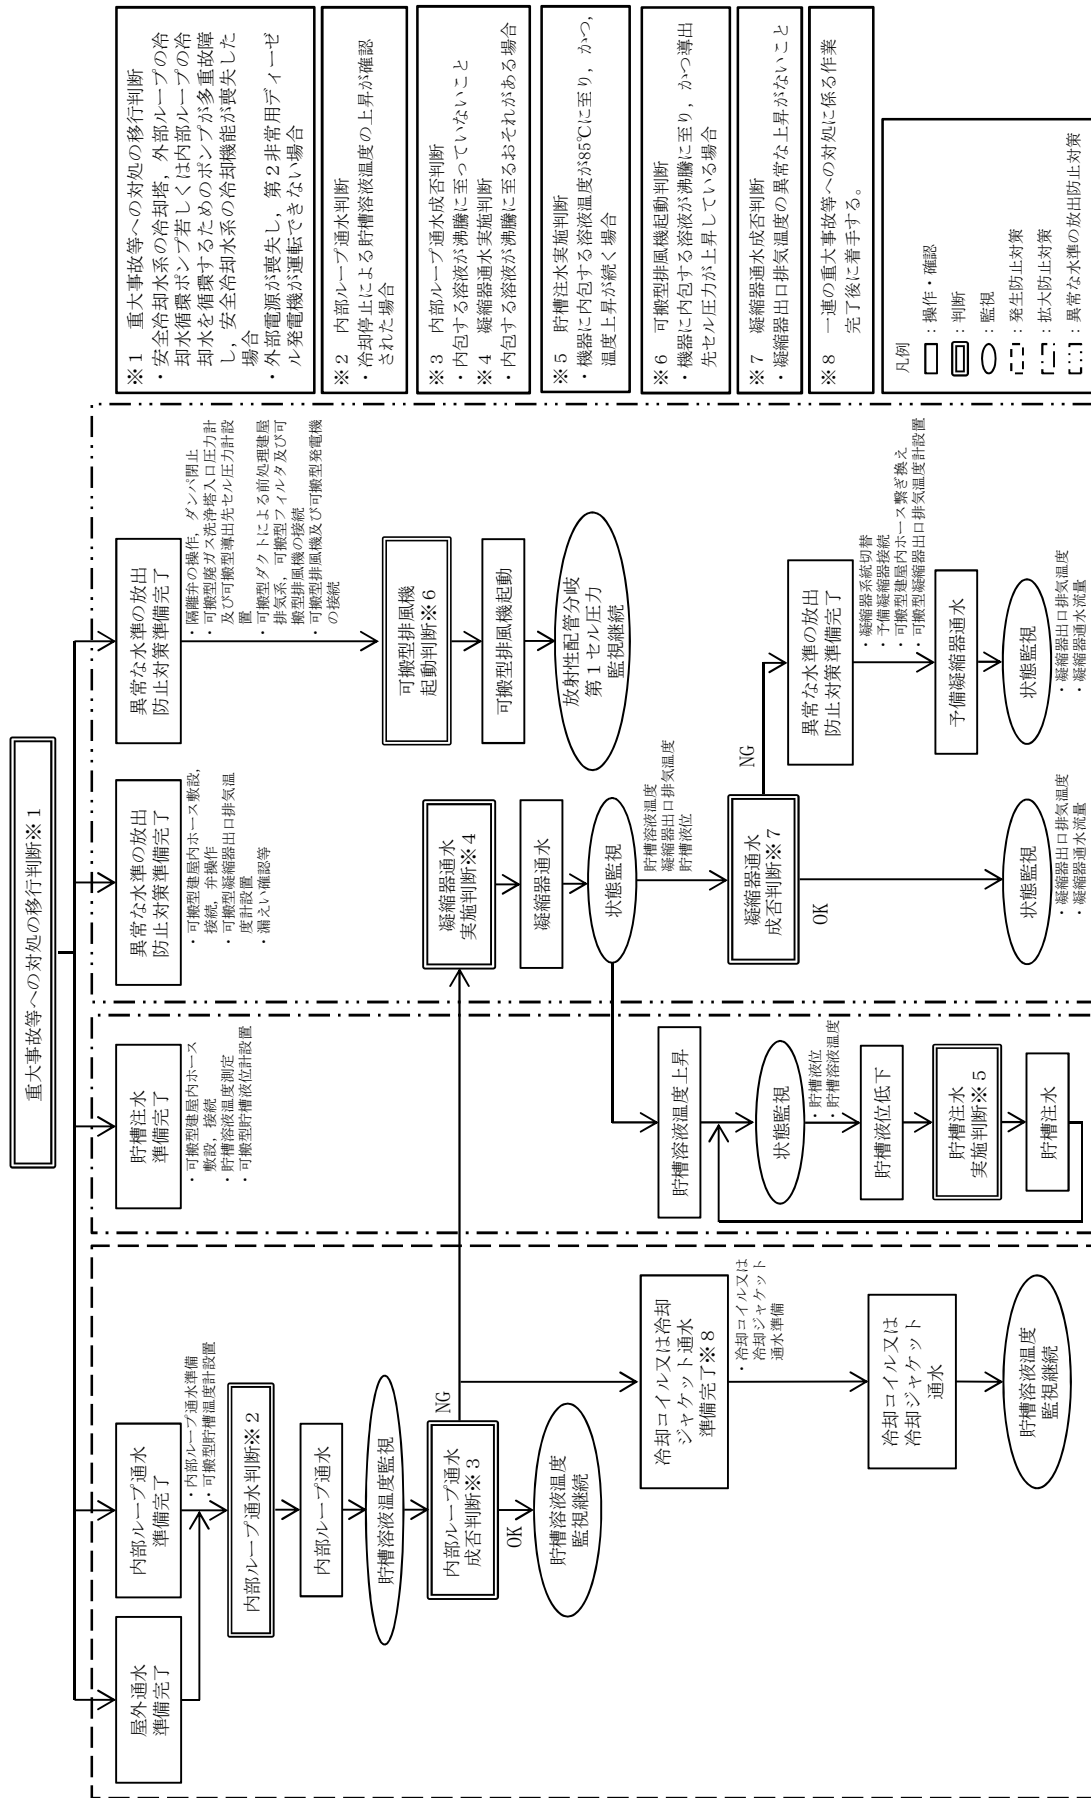 重大事故等への対処の移行判断※１
屋外通水
準備完了
内部ループ通水
準備完了
・内部ループ通水準備
・可搬型貯槽温度計設置
内部ループ通水判断※２
内部ループ通水
貯槽溶液温度監視
内部ループ通水
成否判断※３
NG
OK
貯槽溶液温度
監視継続
冷却コイル又は冷却
ジャケット通水
準備完了※８
・冷却コイル又は
冷却ジャケット
通水準備
冷却コイル又は
冷却ジャケット
通水
貯槽溶液温度
監視継続
貯槽注水
準備完了
・可搬型建屋内ホース
敷設，接続
・貯槽溶液温度測定
・可搬型貯槽液位計設置
貯槽溶液温度上昇
状態監視
・貯槽液位
・貯槽溶液温度
貯槽液位低下
貯槽注水
実施判断※５
貯槽注水
異常な水準の放出
防止対策準備完了
・可搬型建屋内ホース敷設，
接続，弁操作
・可搬型凝縮器出口排気温
度計設置
・漏えい確認等
凝縮器通水
実施判断※４
凝縮器通水
状態監視
貯槽溶液温度
凝縮器出口排気温度
貯槽液位
凝縮器通水
成否判断※７
NG
OK
状態監視
・凝縮器出口排気温度
・凝縮器通水流量
異常な水準の放出
防止対策準備完了
・隔離弁の操作，ダンパ閉止
・可搬型廃ガス洗浄塔入口圧力計
及び可搬型導出先セル圧力計設
置
・可搬型ダクトによる前処理建屋
排気系，可搬型フィルタ及び可
搬型排風機の接続
・可搬型排風機及び可搬型発電機
の接続
可搬型排風機
起動判断※６
可搬型排風機起動
放射性配管分岐
第１セル圧力
監視継続
異常な水準の放出
防止対策準備完了
・凝縮器系統切替
・予備凝縮器接続
・可搬型建屋内ホース繋ぎ換え
・可搬型凝縮器出口排気温度計設置
予備凝縮器通水
状態監視
・凝縮器出口排気温度
・凝縮器通水流量
※１　重大事故等への対処の移行判断
・安全冷却水系の冷却塔，外部ループの冷
却水循環ポンプ若しくは内部ループの冷
却水を循環するためのポンプが多重故障
し，安全冷却水系の冷却機能が喪失した
場合
・外部電源が喪失し，第２非常用ディーゼ
ル発電機が運転できない場合
※２　内部ループ通水判断
・冷却停止による貯槽溶液温度の上昇が確認
された場合
※３　内部ループ通水成否判断
・内包する溶液が沸騰に至っていないこと
※４　凝縮器通水実施判断
・内包する溶液が沸騰に至るおそれがある場合
※５　貯槽注水実施判断
・機器に内包する溶液温度が85℃に至り，かつ，
温度上昇が続く場合
※６　可搬型排風機起動判断
・機器に内包する溶液が沸騰に至り，かつ導出
先セル圧力が上昇している場合
※７　凝縮器通水成否判断
・凝縮器出口排気温度の異常な上昇がないこと
※８　一連の重大事故等への対処に係る作業
完了後に着手する。
凡例
：操作・確認
：判断
：監視
：発生防止対策
：拡大防止対策
：異常な水準の放出防止対策